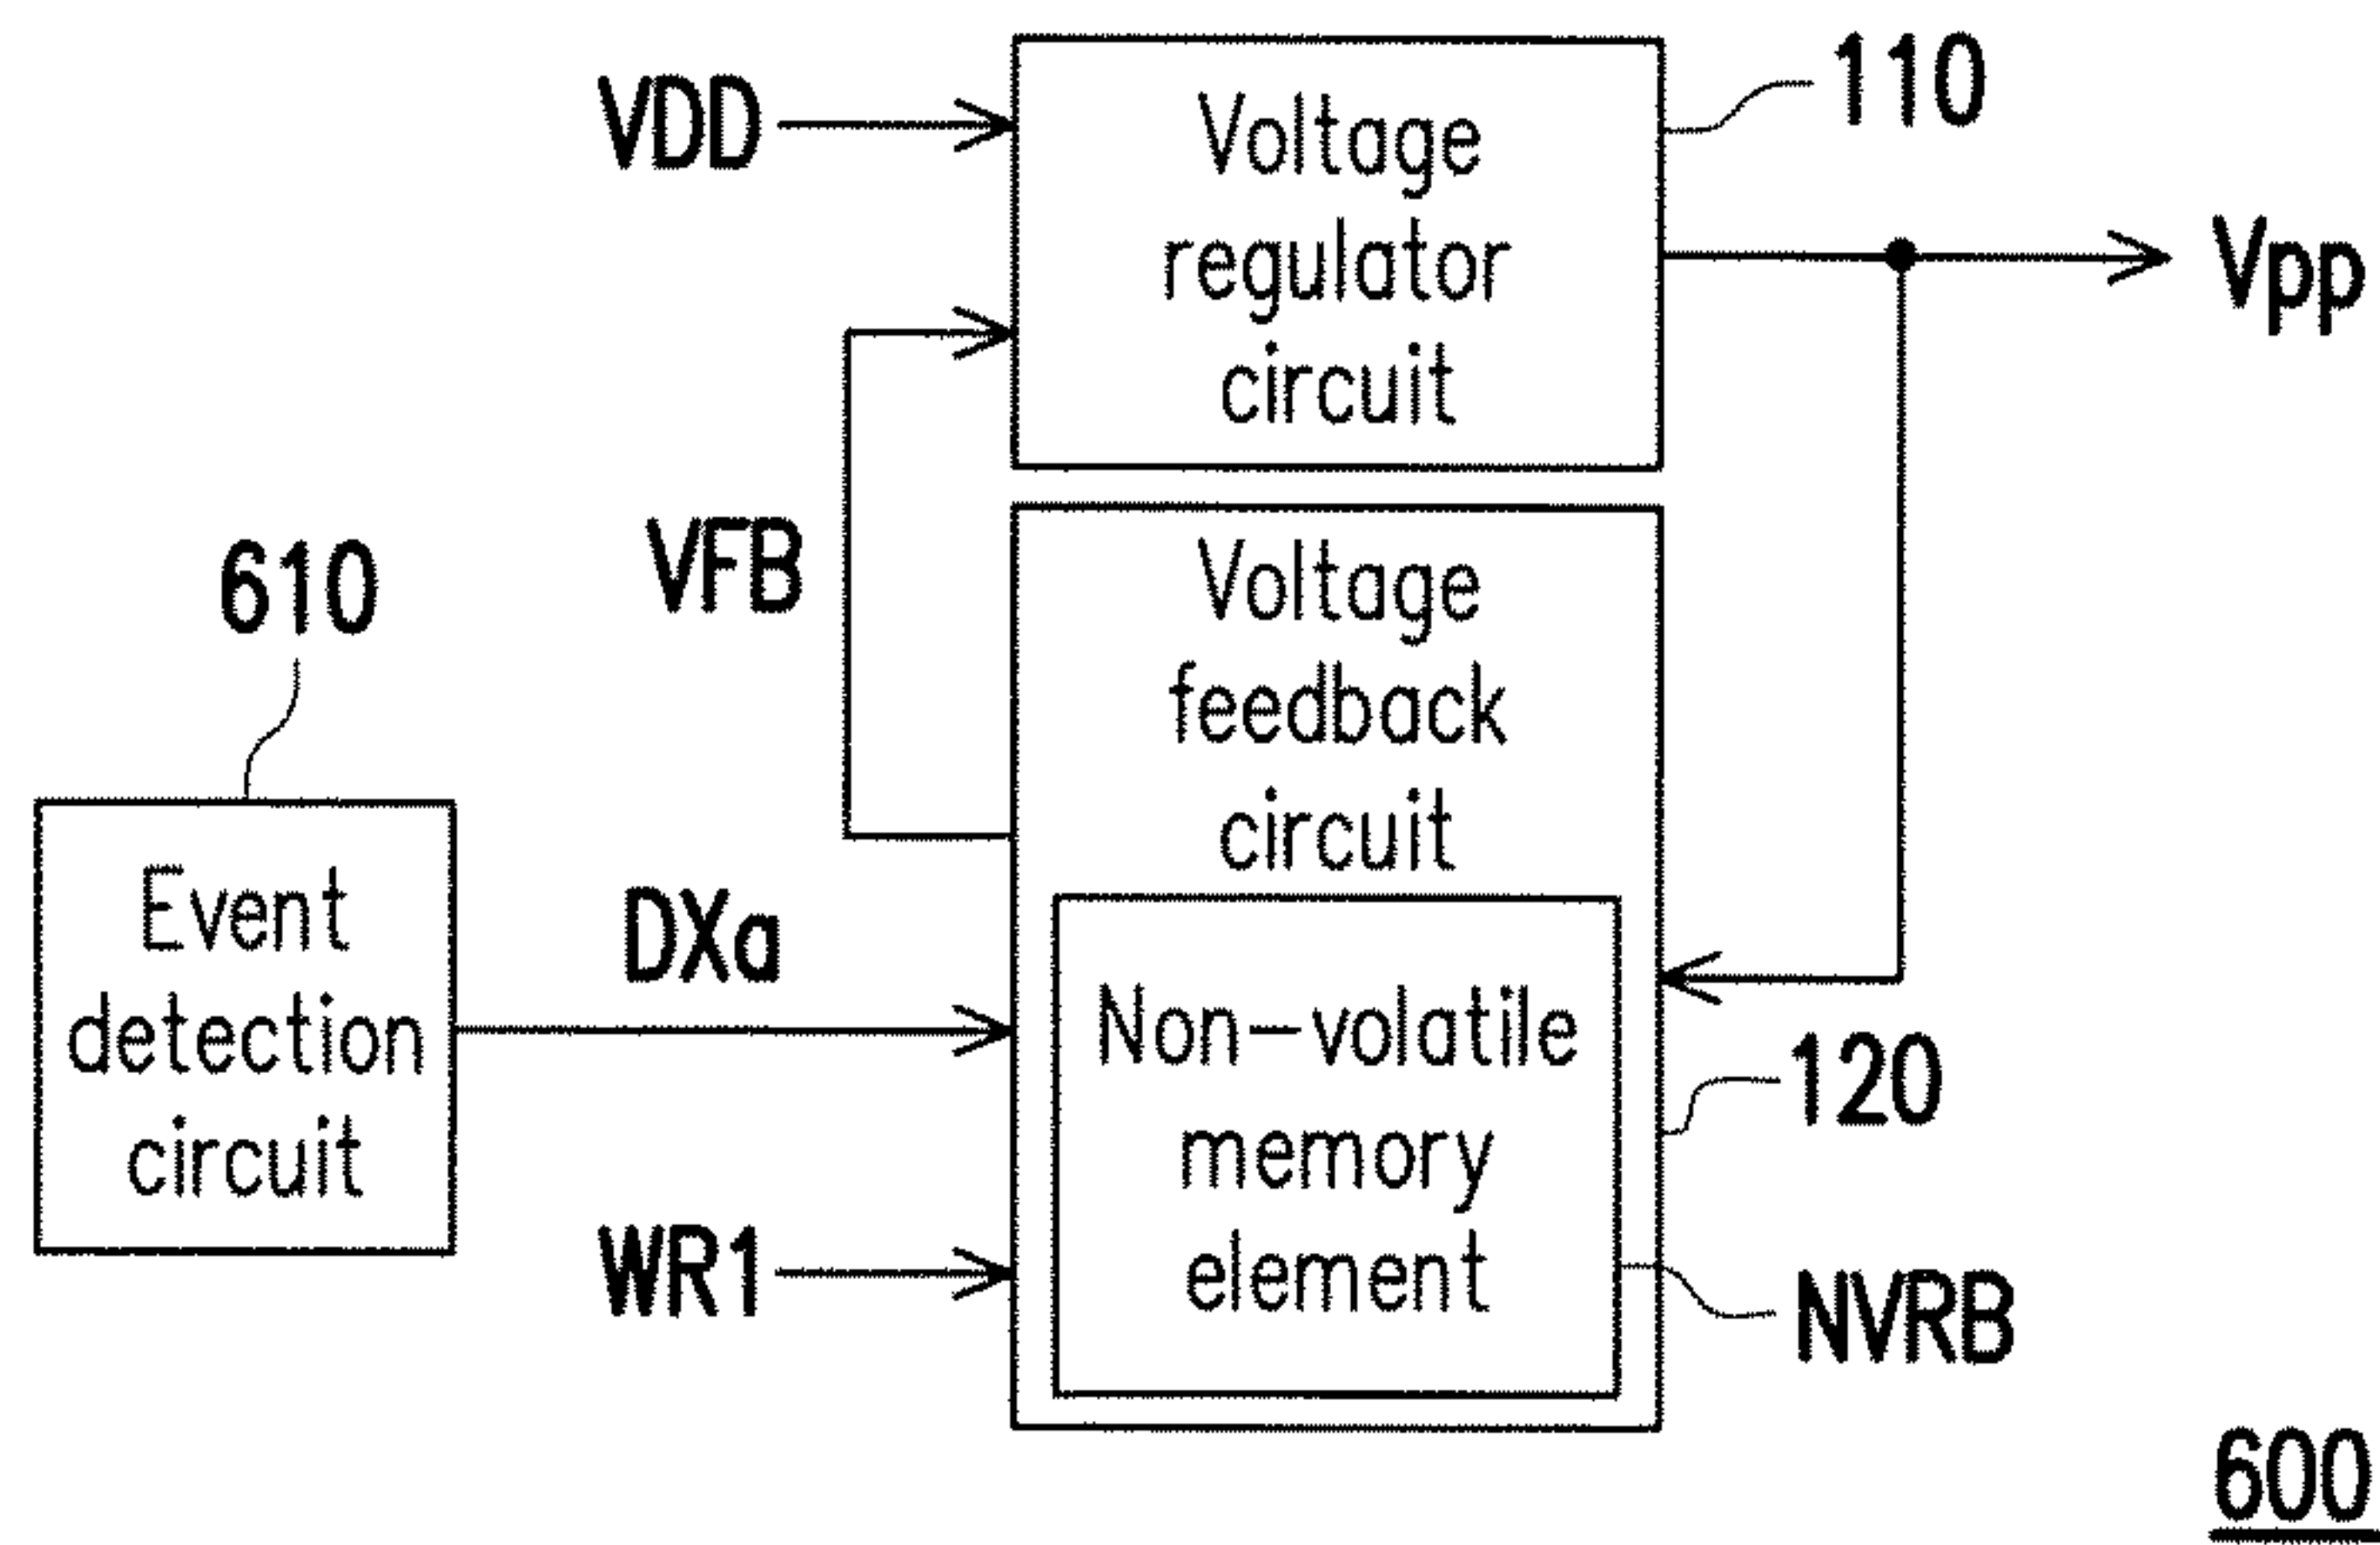 110
VDD
Voltage
regulator
circuit
Vpp
VFB
610
Voltage
feedback
circuit
Event
detection
circuit
DXa
Non-volatile
memory
element
120
WR1
NVRB
600